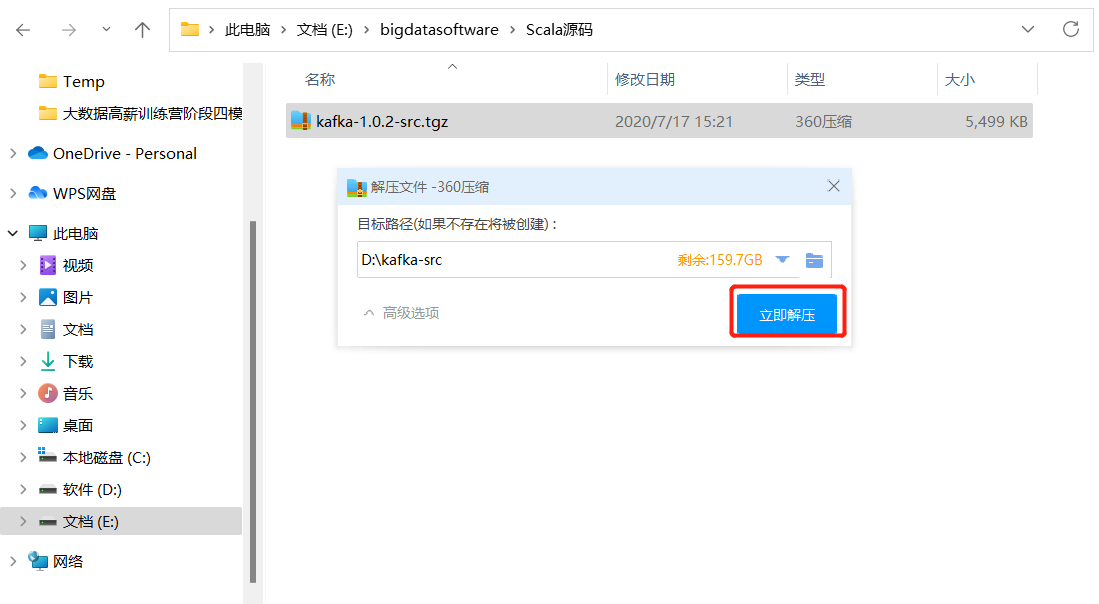 此电脑 › 文档 (E:) › bigdatasoftware › Scala源码
Temp
大数据高薪训练营阶段四模
OneDrive - Personal
WPS网盘
此电脑
视频
图片
文档
下载
音乐
桌面
本地磁盘 (C:)
软件 (D:)
文档 (E:)
网络
名称 修改日期 类型 大小
kafka-1.0.2-src.tgz 2020/7/17 15:21 360压缩 5,499 KB
解压文件 -360压缩
目标路径(如果不存在将被创建)：
D:\kafka-src 剩余:159.7GB
高级选项 立即解压